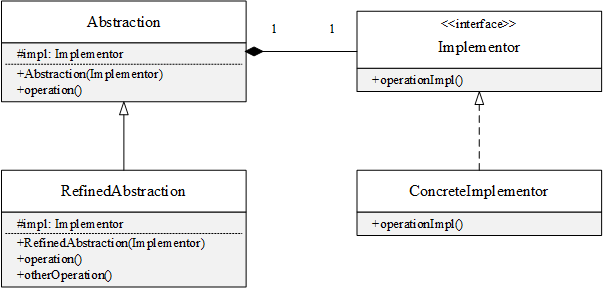 Abstraction
#impl: Implementor
+Abstraction(Implementor)
+operation()
1 1
<<interface>>
Implementor
+operationImpl()
RefinedAbstraction
#impl: Implementor
+RefinedAbstraction(Implementor)
+operation()
+otherOperation()
ConcreteImplementor
+operationImpl()